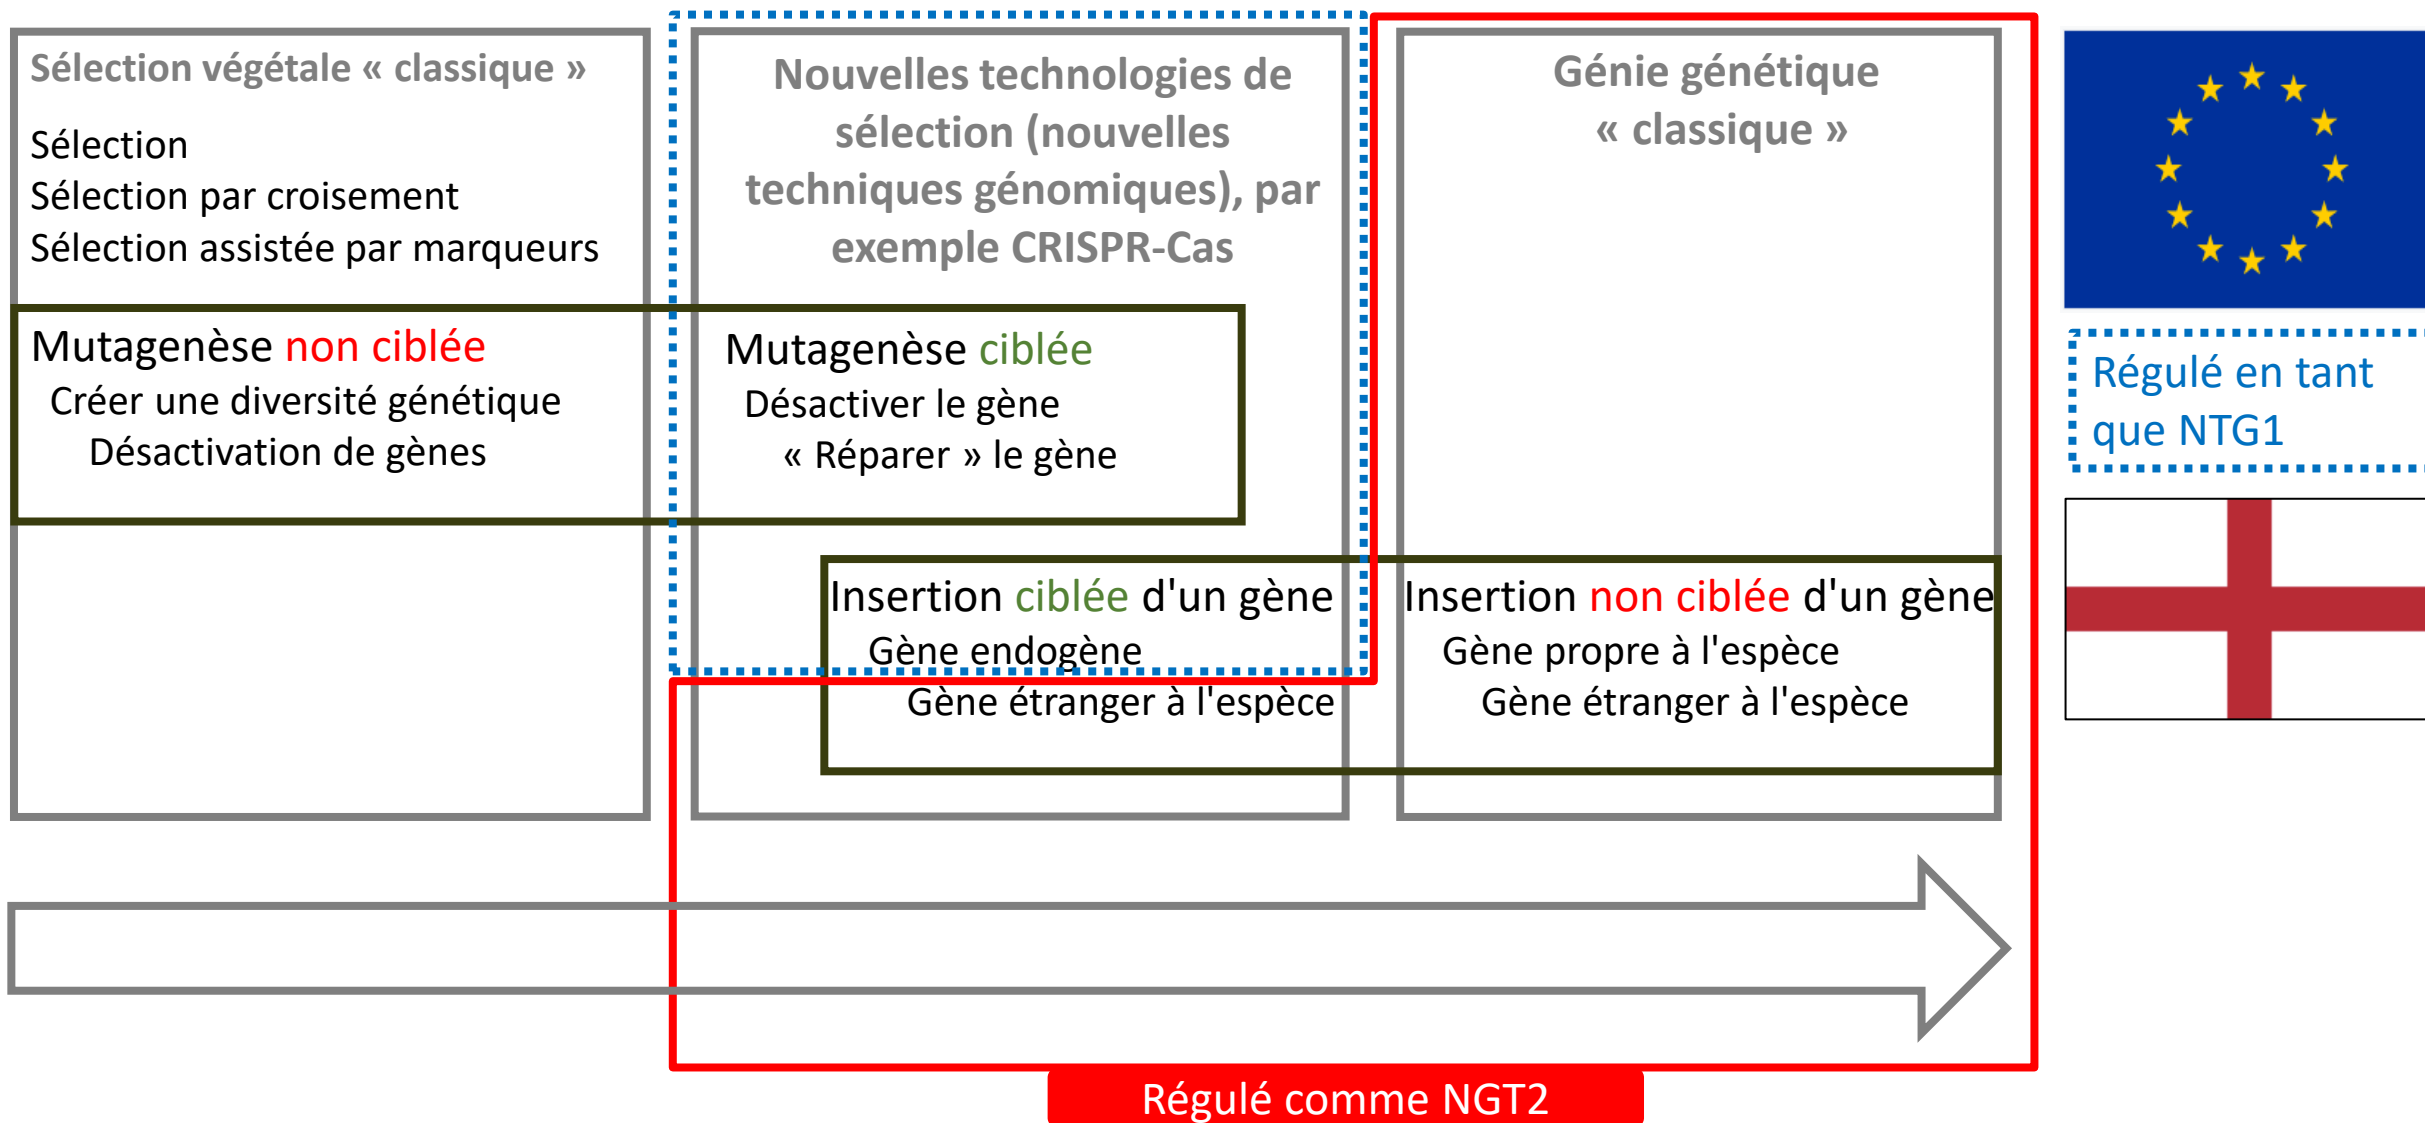 Sélection végétale « classique »
Sélection
Sélection par croisement
Sélection assistée par marqueurs
Mutagenèse non ciblée
Créer une diversité génétique
Désactivation de gènes
Nouvelles technologies de
sélection (nouvelles
techniques génomiques), par
exemple CRISPR-Cas
Mutagenèse ciblée
Désactiver le gène
« Réparer » le gène
Insertion ciblée d'un gène
Gène endogène
Gène étranger à l'espèce
Génie génétique
« classique »
Insertion non ciblée d'un gène
Gène propre à l'espèce
Gène étranger à l'espèce
Régulé en tant
que NTG1
Régulé comme NGT2